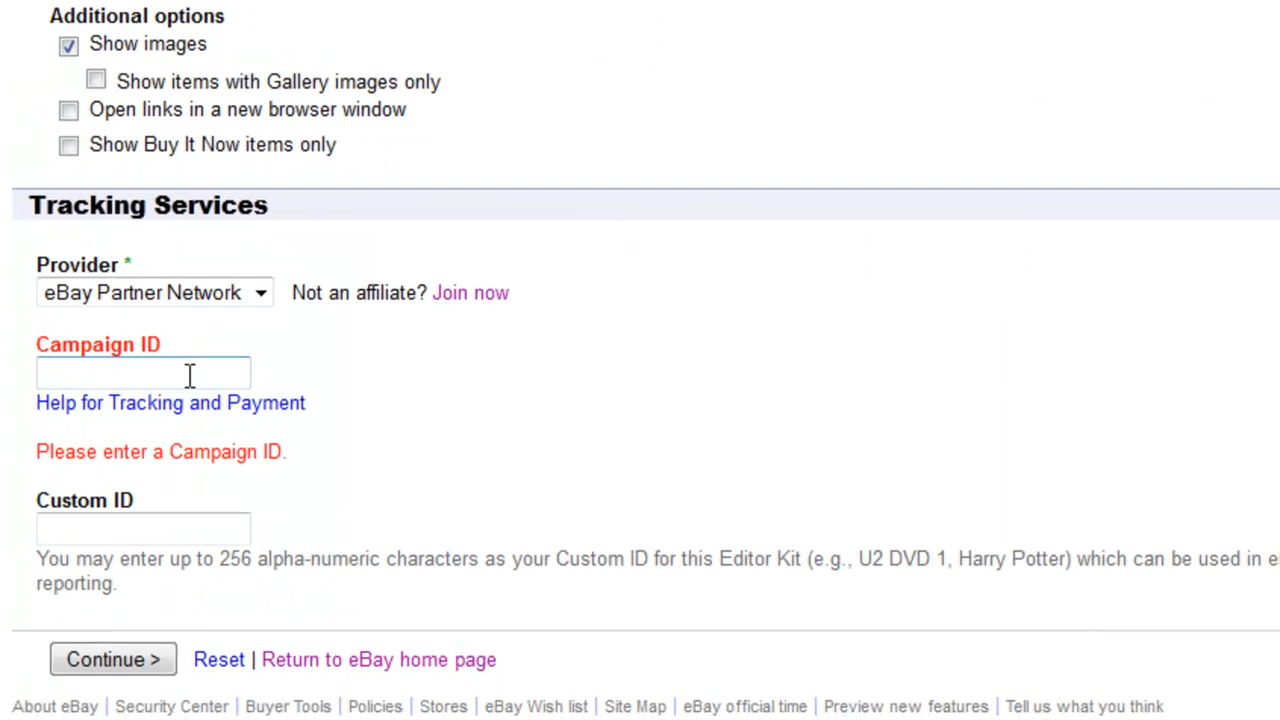 Additional options
Show images
Show items with Gallery images only
Open links in a new browser window
Show Buy It Now items only
Tracking Services
Provider *
eBay Partner Network Not an affiliate? Join now
Campaign ID
Help for Tracking and Payment
Please enter a Campaign ID.
Custom ID
You may enter up to 256 alpha-numeric characters as your Custom ID for this Editor Kit (e.g., U2 DVD 1, Harry Potter) which can be used in
reporting.
Continue > Reset | Return to eBay home page
About eBay | Security Center | Buyer Tools | Policies | Stores | eBay Wish list | Site Map | eBay official time | Preview new features | Tell us what you think